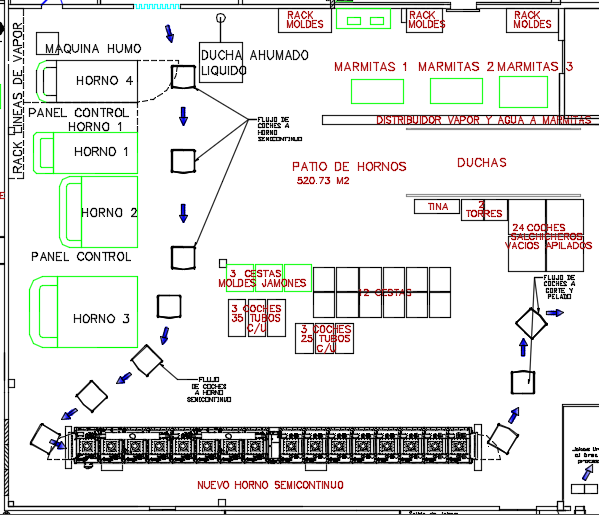 RACK LINEAS DE VAPOR
MAQUINA HUMO
HORNO 4
PANEL CONTROL
HORNO 1
HORNO 1
HORNO 2
PANEL CONTROL
HORNO 3
DUCHA AHUMADO
LIQUIDO
RACK
MOLDES
RACK
MOLDES
RACK
MOLDES
MARMITAS 1
MARMITAS 2
MARMITAS 3
DISTRIBUIDOR VAPOR Y AGUA A MARMITAS
FLUJO DE
COCHES A
HORNO
SEMICONTINUO
PATIO DE HORNOS
520.73 M2
DUCHAS
TINA
2
TORRES
24 COCHES
SALCHICHEROS
VACIOS APILADOS
3 CESTAS
MOLDES JAMONES
12 CESTAS
3 COCHES
35 TUBOS
C/U
3 COCHES
25 TUBOS
C/U
FLUJO DE
COCHES A
CORTE Y
PELADO
FLUJO
DE COCHES
A HORNO
SEMICONTINUO
NUEVO HORNO SEMICONTINUO